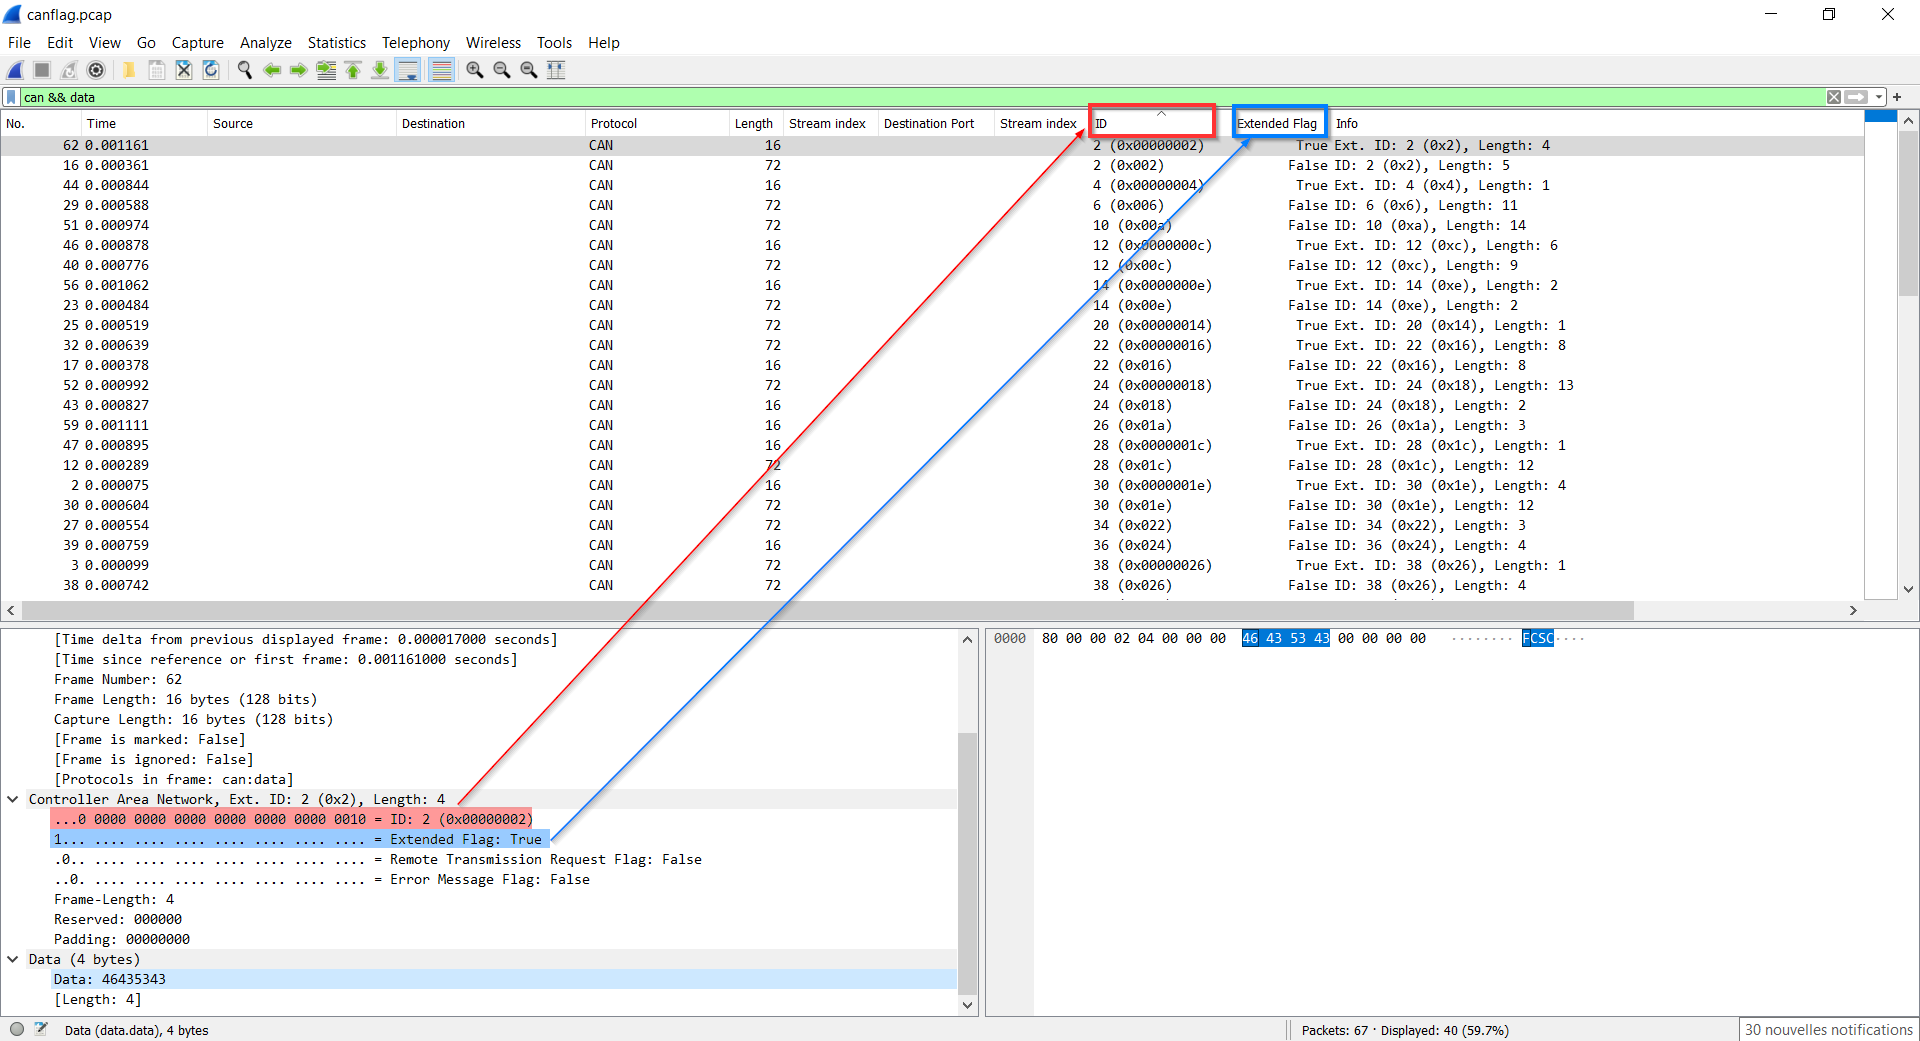 canflag.pcap
File Edit View Go Capture Analyze Statistics Telephony Wireless Tools Help
can && data
No. Time Source Destination Protocol Length Stream index Destination Port Stream index ID Extended Flag Info
62 0.001161 CAN 16 2 (0x00000002) True Ext. ID: 2 (0x2), Length: 4
16 0.000361 CAN 72 2 (0x002) False ID: 2 (0x2), Length: 5
44 0.000844 CAN 16 4 (0x00000004) True Ext. ID: 4 (0x4), Length: 1
29 0.000588 CAN 72 6 (0x006) False ID: 6 (0x6), Length: 11
51 0.000974 CAN 72 10 (0x00a) False ID: 10 (0xa), Length: 14
46 0.000878 CAN 16 12 (0x0000000c) True Ext. ID: 12 (0xc), Length: 6
40 0.000776 CAN 72 12 (0x00c) False ID: 12 (0xc), Length: 9
56 0.001062 CAN 16 14 (0x0000000e) True Ext. ID: 14 (0xe), Length: 2
23 0.000484 CAN 72 14 (0x00e) False ID: 14 (0xe), Length: 2
25 0.000519 CAN 72 20 (0x00000014) True Ext. ID: 20 (0x14), Length: 1
32 0.000639 CAN 72 22 (0x00000016) True Ext. ID: 22 (0x16), Length: 8
17 0.000378 CAN 16 22 (0x016) False ID: 22 (0x16), Length: 8
52 0.000992 CAN 72 24 (0x00000018) True Ext. ID: 24 (0x18), Length: 13
43 0.000827 CAN 16 24 (0x018) False ID: 24 (0x18), Length: 2
59 0.001111 CAN 16 26 (0x01a) False ID: 26 (0x1a), Length: 3
47 0.000895 CAN 16 28 (0x0000001c) True Ext. ID: 28 (0x1c), Length: 1
12 0.000289 CAN 72 28 (0x01c) False ID: 28 (0x1c), Length: 12
2 0.000075 CAN 16 30 (0x0000001e) True Ext. ID: 30 (0x1e), Length: 4
30 0.000604 CAN 72 30 (0x01e) False ID: 30 (0x1e), Length: 12
27 0.000554 CAN 72 34 (0x022) False ID: 34 (0x22), Length: 3
39 0.000759 CAN 16 36 (0x024) False ID: 36 (0x24), Length: 4
3 0.000099 CAN 72 38 (0x00000026) True Ext. ID: 38 (0x26), Length: 1
38 0.000742 CAN 72 38 (0x026) False ID: 38 (0x26), Length: 4
[Time delta from previous displayed frame: 0.000017000 seconds]
[Time since reference or first frame: 0.001161000 seconds]
Frame Number: 62
Frame Length: 16 bytes (128 bits)
Capture Length: 16 bytes (128 bits)
[Frame is marked: False]
[Frame is ignored: False]
[Protocols in frame: can:data]
Controller Area Network, Ext. ID: 2 (0x2), Length: 4
...0 0000 0000 0000 0000 0000 0000 0010 = ID: 2 (0x00000002)
1... .... .... .... .... .... .... .... = Extended Flag: True
.0.. .... .... .... .... .... .... .... = Remote Transmission Request Flag: False
..0. .... .... .... .... .... .... .... = Error Message Flag: False
Frame-Length: 4
Reserved: 000000
Padding: 00000000
Data (4 bytes)
Data: 46435343
[Length: 4]
0000 80 00 00 02 04 00 00 00 46 43 53 43 00 00 00 00 ········ FCSC····
Data (data.data), 4 bytes
Packets: 67 · Displayed: 40 (59.7%)
30 nouvelles notifications